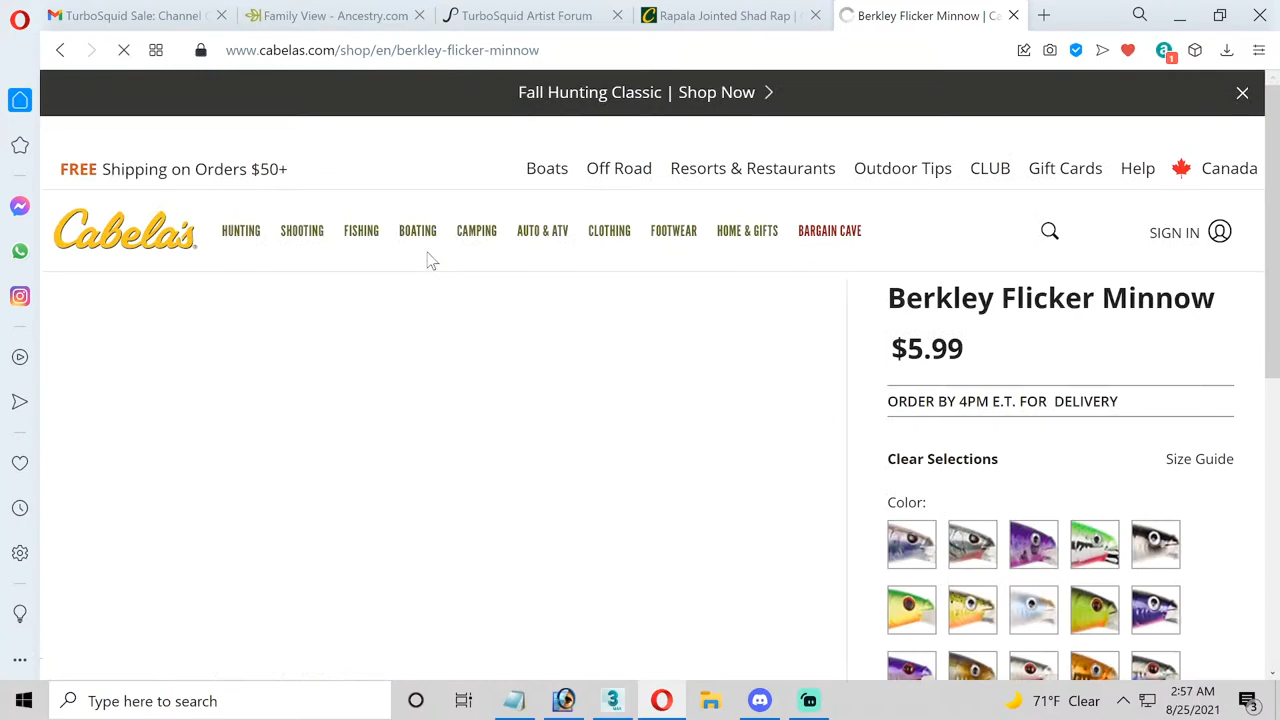 TurboSquid Sale: Channel
Family View - Ancestry.com
TurboSquid Artist Forum
Rapala Jointed Shad Rap |
Berkley Flicker Minnow | Ca
www.cabelas.com/shop/en/berkley-flicker-minnow
1
Fall Hunting Classic | Shop Now
FREE Shipping on Orders $50+
Boats Off Road Resorts & Restaurants Outdoor Tips CLUB Gift Cards Help Canada
Cabela's
HUNTING SHOOTING FISHING BOATING CAMPING AUTO & ATV CLOTHING FOOTWEAR HOME & GIFTS BARGAIN CAVE
SIGN IN
Berkley Flicker Minnow
$5.99
ORDER BY 4PM E.T. FOR DELIVERY
Clear Selections
Size Guide
Color:
Type here to search
3
71°F Clear
2:57 AM
8/25/2021
3